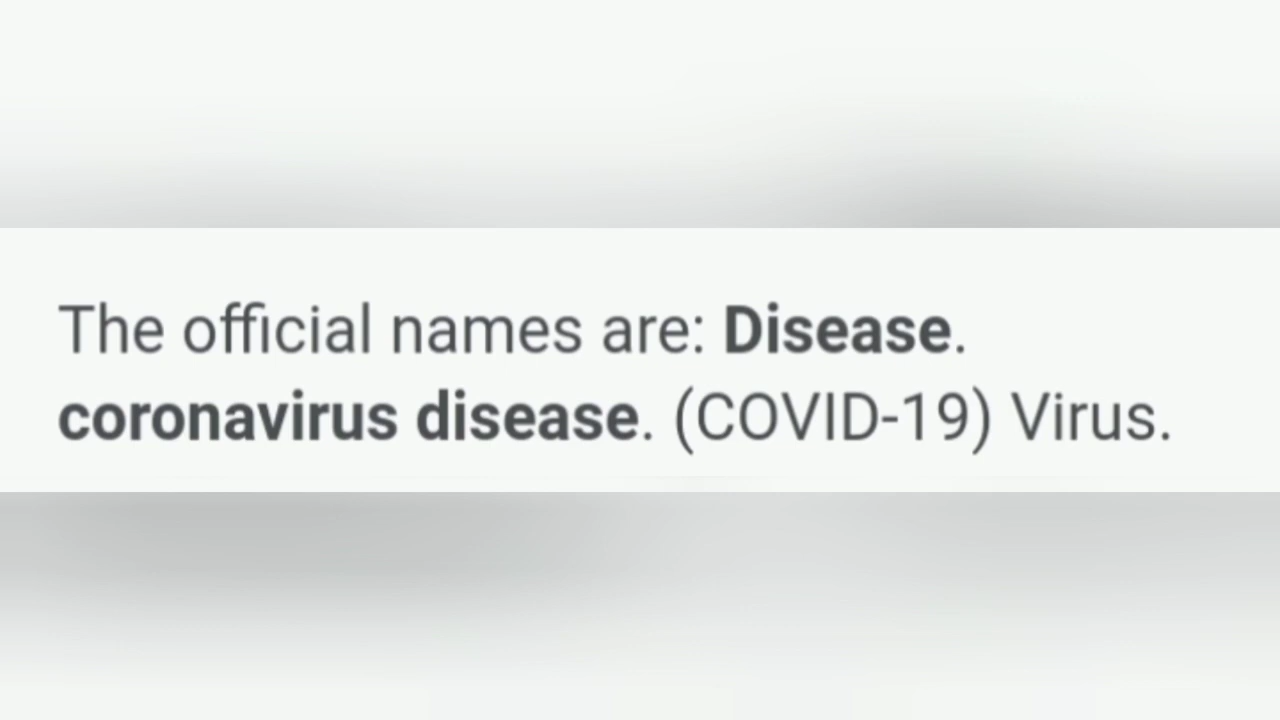 The official names are: Disease.
coronavirus disease. (COVID-19) Virus.